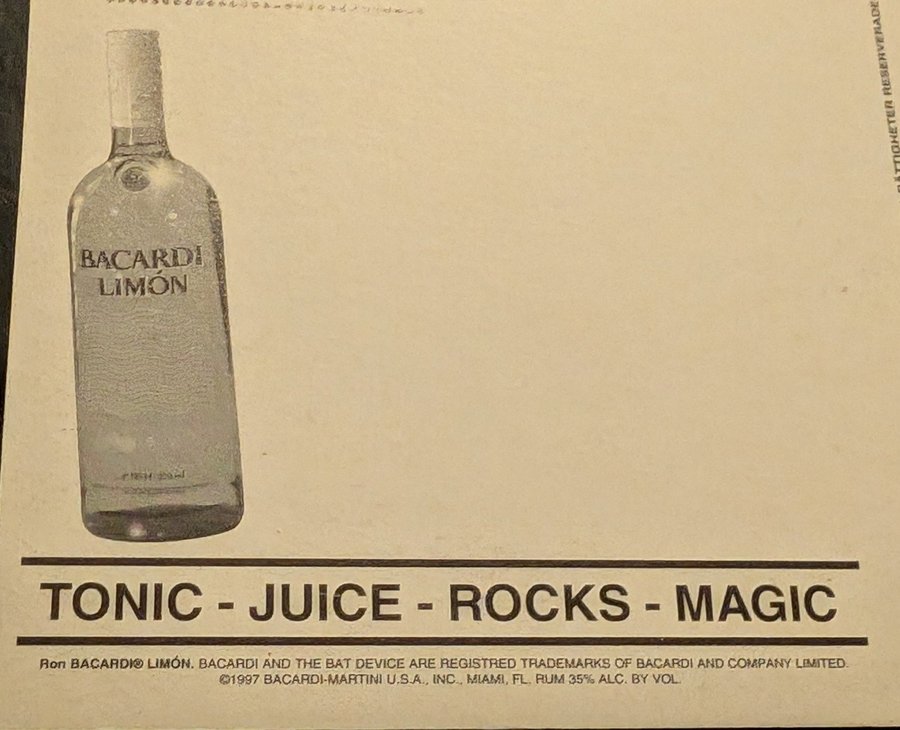 BACARDI
LIMÓN
TONIC - JUICE - ROCKS - MAGIC
Ron BACARDI® LIMÓN. BACARDI AND THE BAT DEVICE ARE REGISTRED TRADEMARKS OF BACARDI AND COMPANY LIMITED.
©1997 BACARDI-MARTINI U.S.A., INC., MIAMI, FL. RUM 35% ALC. BY VOL.
RESERVERADE